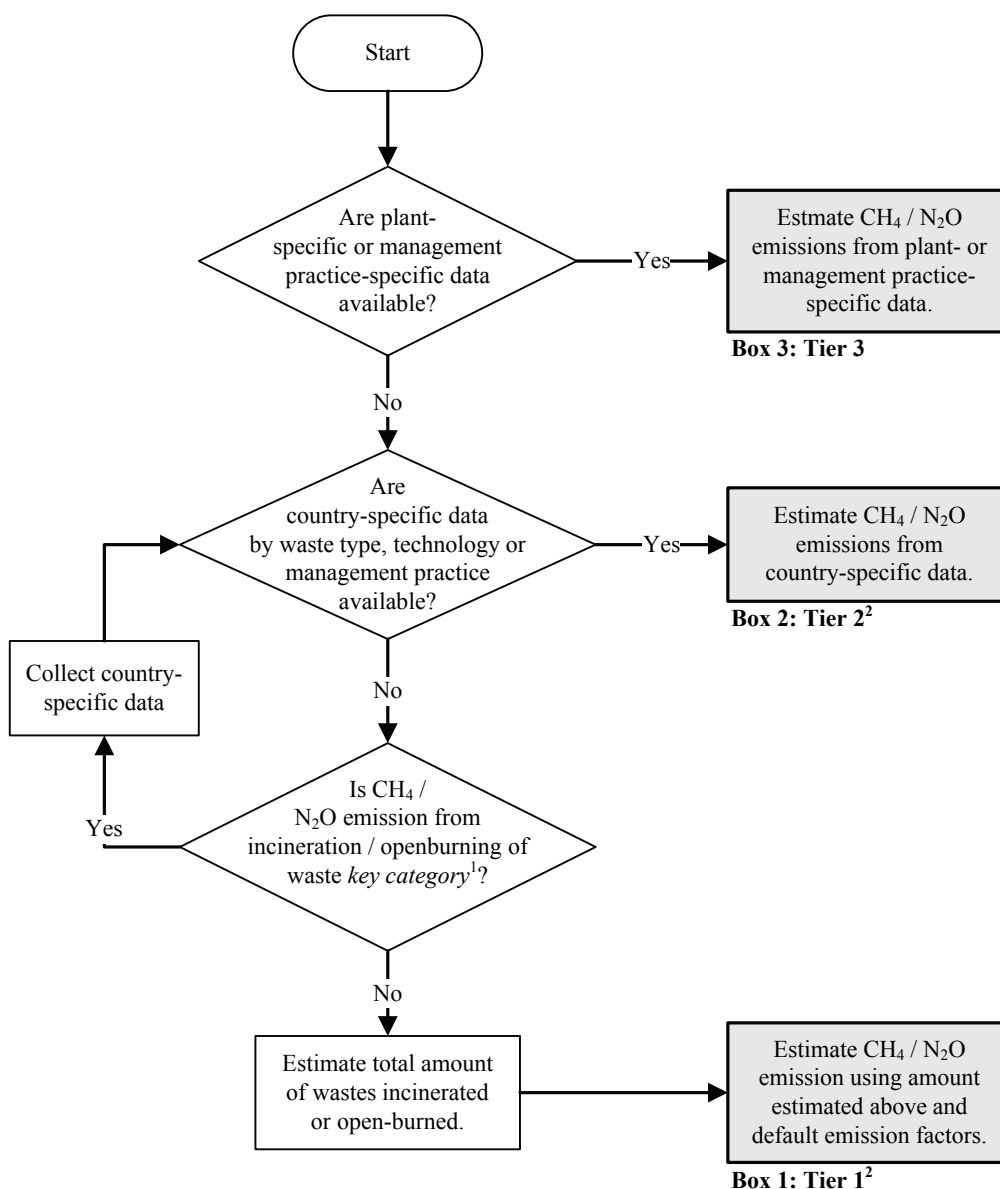 Start
Are plant-
specific or management
practice-specific data
available?
Yes
Estmate CH₄ / N₂O
emissions from plant- or
management practice-
specific data.
Box 3: Tier 3
No
Are
country-specific data
by waste type, technology or
management practice
available?
Yes
Estimate CH₄ / N₂O
emissions from
country-specific data.
Box 2: Tier 2²
Collect country-
specific data
No
Is CH₄ /
N₂O emission from
incineration / openburning of
waste key category¹?
Yes
No
Estimate total amount
of wastes incinerated
or open-burned.
Estimate CH₄ / N₂O
emission using amount
estimated above and
default emission factors.
Box 1: Tier 1²